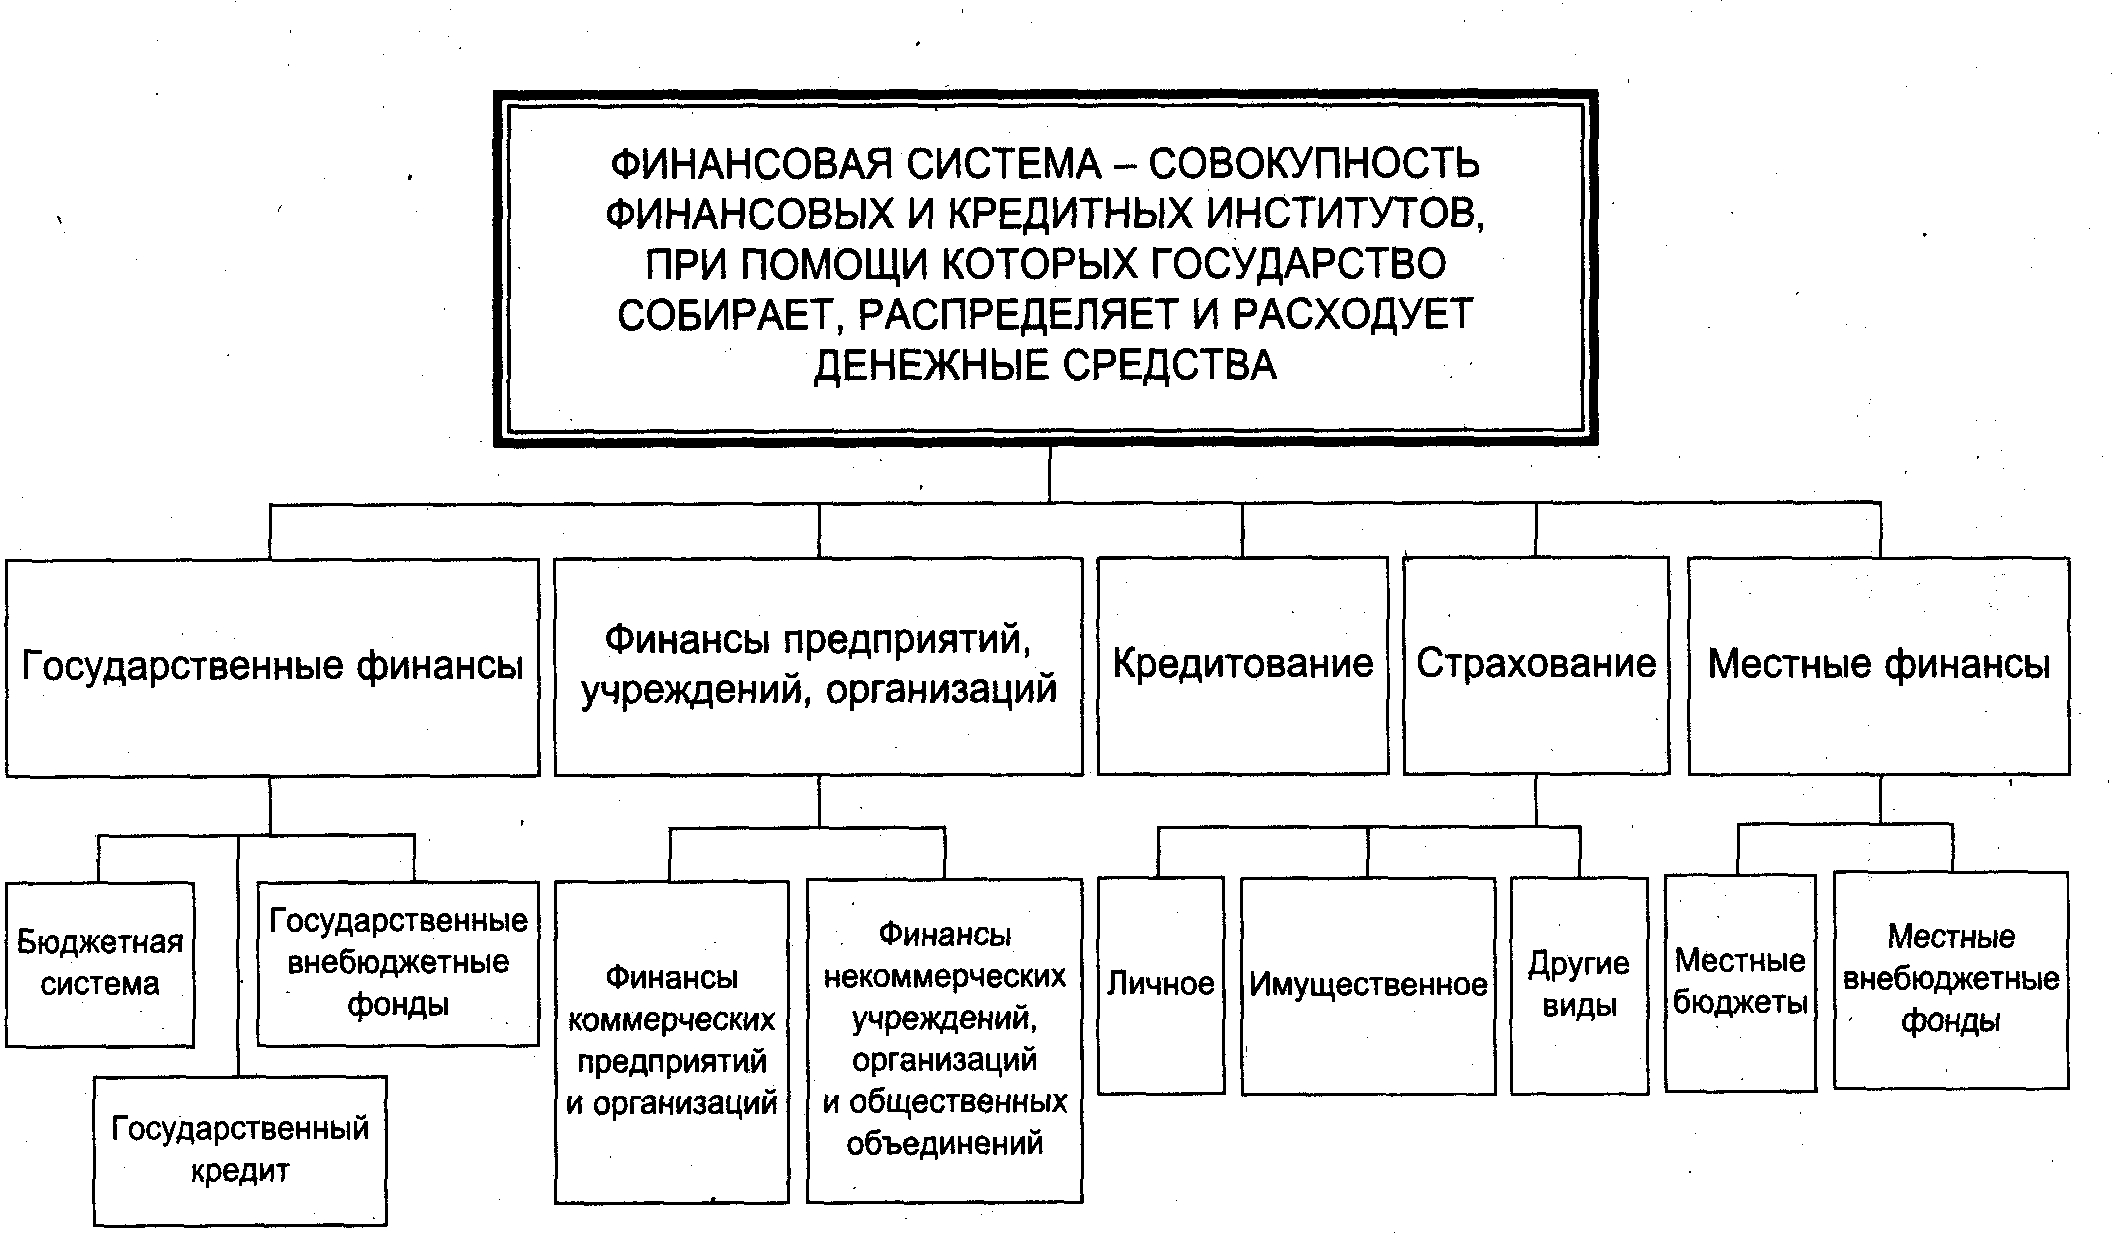 ФИНАНСОВАЯ СИСТЕМА – СОВОКУПНОСТЬ
ФИНАНСОВЫХ И КРЕДИТНЫХ ИНСТИТУТОВ,
ПРИ ПОМОЩИ КОТОРЫХ ГОСУДАРСТВО
СОБИРАЕТ, РАСПРЕДЕЛЯЕТ И РАСХОДУЕТ
ДЕНЕЖНЫЕ СРЕДСТВА
Государственные финансы
Финансы предприятий,
учреждений, организаций
Кредитование
Страхование
Местные финансы
Бюджетная
система
Государственный
кредит
Государственные
внебюджетные
фонды
Финансы
коммерческих
предприятий
и организаций
Финансы
некоммерческих
учреждений,
организаций
и общественных
объединений
Личное
Имущественное
Другие
виды
Местные
бюджеты
Местные
внебюджетные
фонды